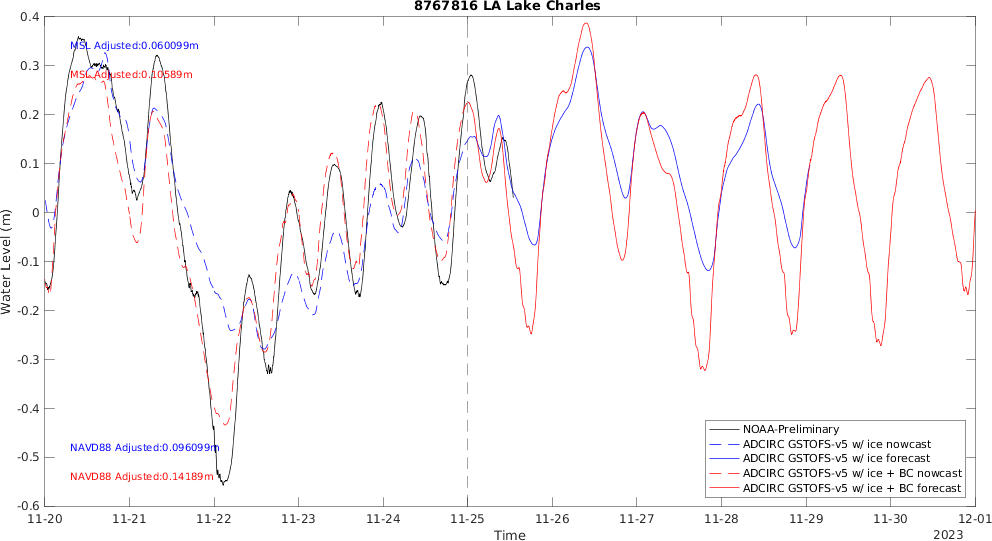 8767816 LA Lake Charles
Water Level (m)
0.4
0.3
0.2
0.1
0
-0.1
-0.2
-0.3
-0.4
-0.5
-0.6
MSL Adjusted:0.060099m
MSL Adjusted:0.10589m
NAVD88 Adjusted:0.096099m
NAVD88 Adjusted:0.14189m
NOAA-Preliminary
ADCIRC GSTOFS-v5 w/ ice nowcast
ADCIRC GSTOFS-v5 w/ ice forecast
ADCIRC GSTOFS-v5 w/ ice + BC nowcast
ADCIRC GSTOFS-v5 w/ ice + BC forecast
11-20 11-21 11-22 11-23 11-24 11-25 11-26 11-27 11-28 11-29 11-30 12-01
Time
2023